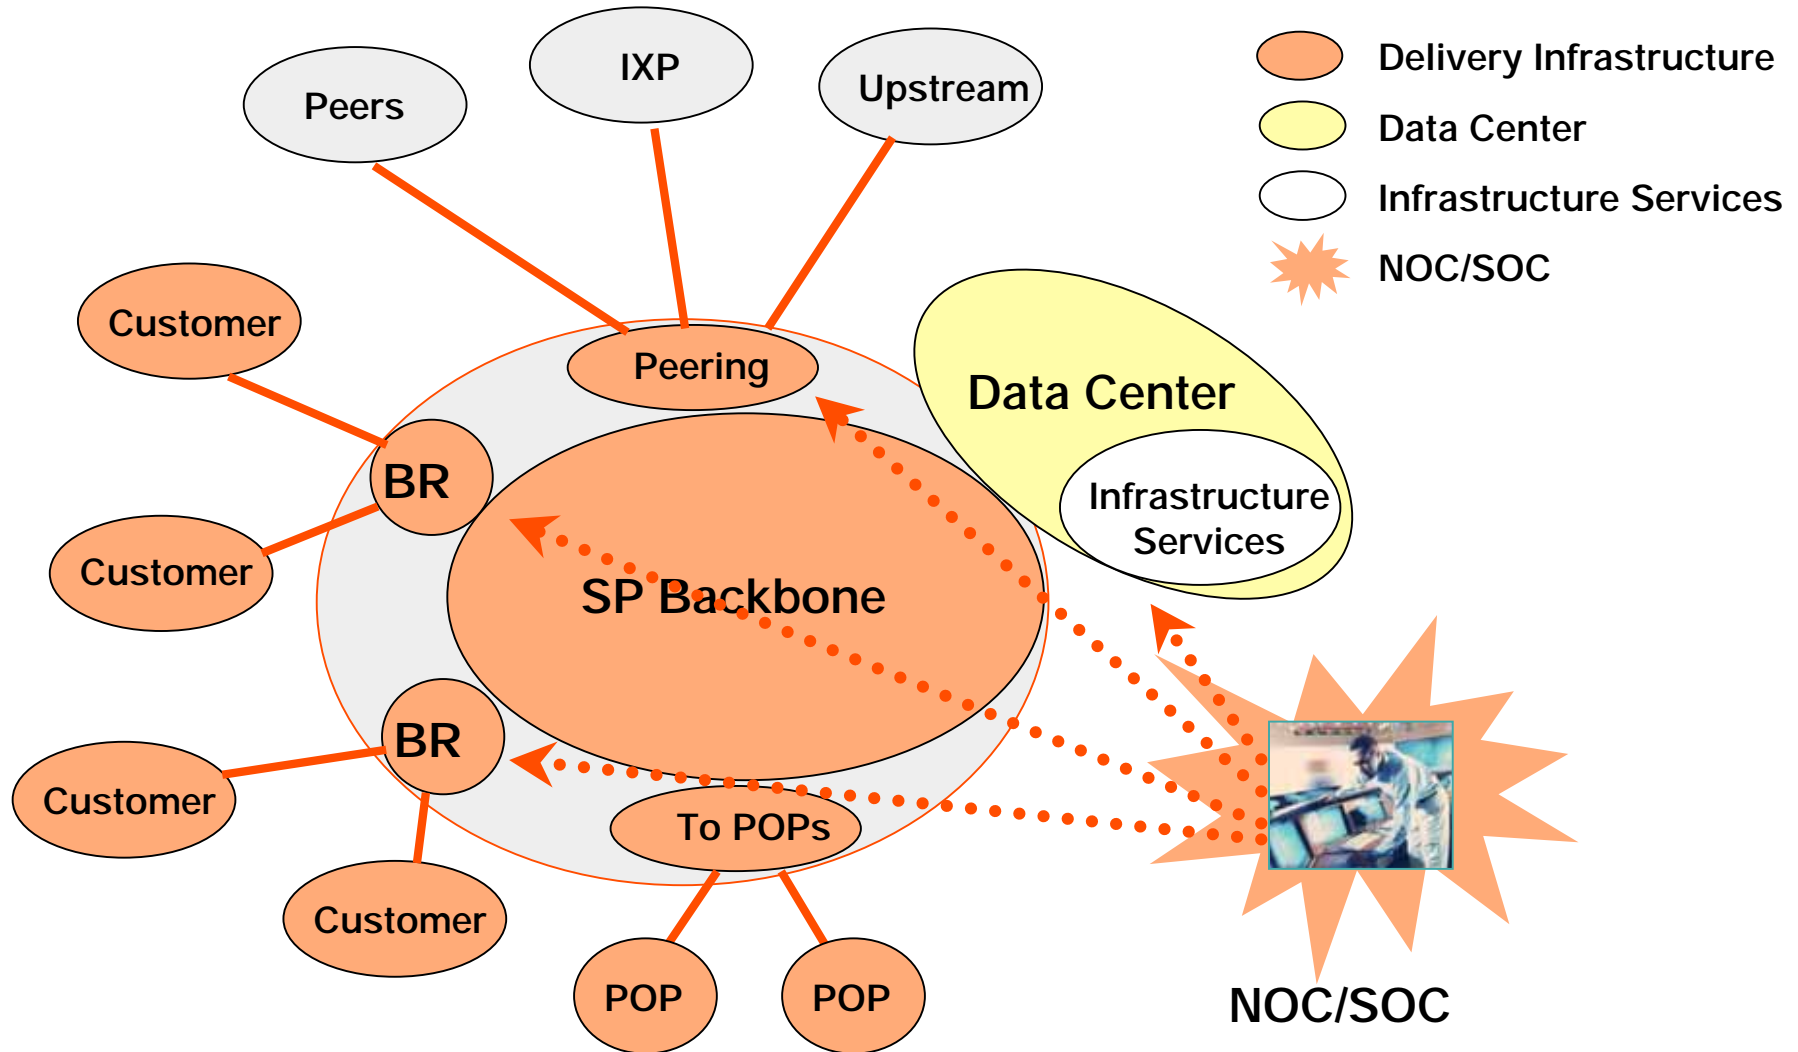 IXP
Peers
Upstream
Delivery Infrastructure
Data Center
Infrastructure Services
NOC/SOC
Customer
Peering
Data Center
BR
Infrastructure
Services
Customer
SP Backbone
BR
Customer
To POPs
Customer
POP
POP
NOC/SOC